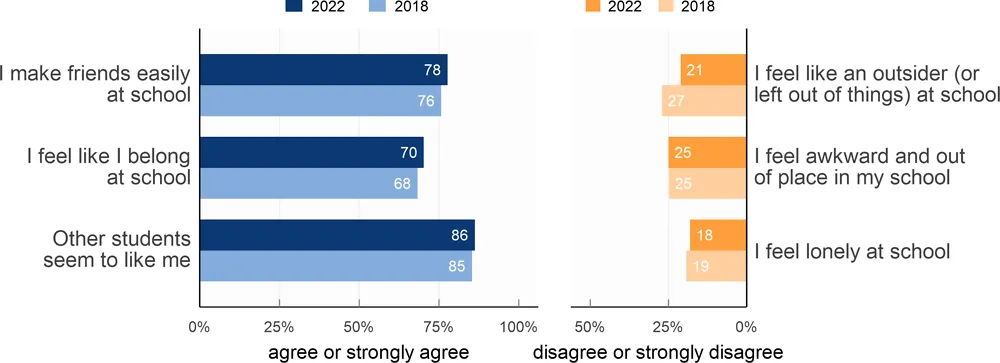 2022 2018
2022 2018
I make friends easily
at school
78
76
I feel like I belong
at school
70
68
Other students
seem to like me
86
85
0% 25% 50% 75% 100%
agree or strongly agree
21
27
I feel like an outsider (or
left out of things) at school
25
25
I feel awkward and out
of place in my school
18
19
I feel lonely at school
50% 25% 0%
disagree or strongly disagree